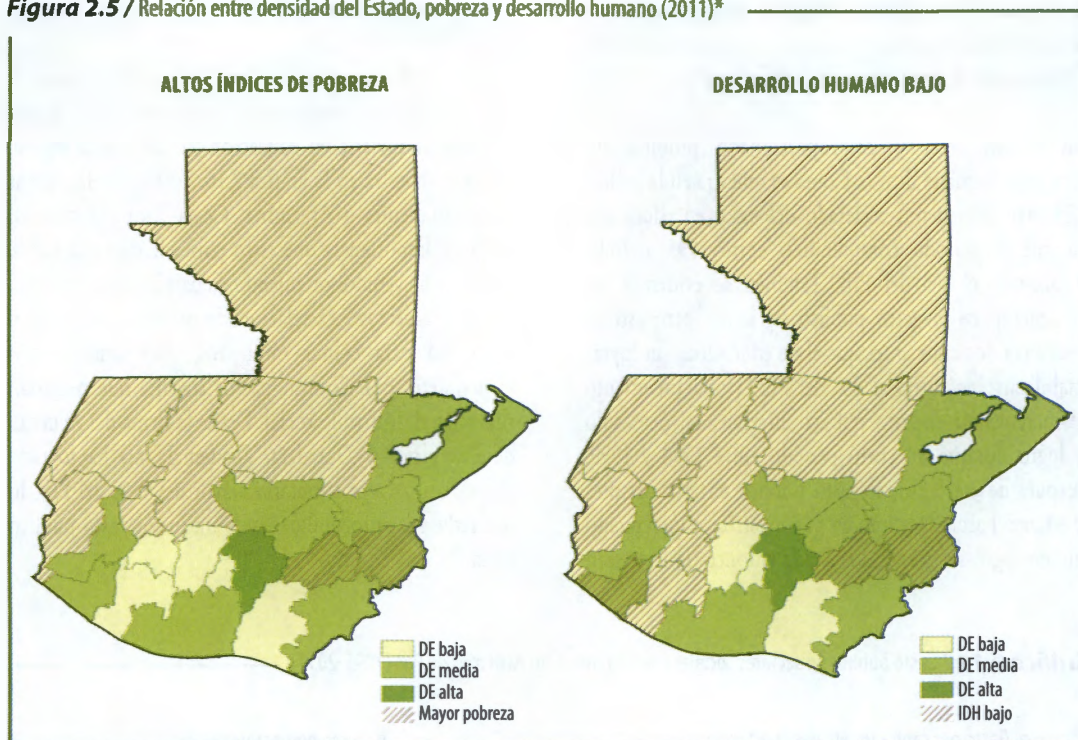 Figura 2.5 / Relación entre densidad del Estado, pobreza y desarrollo humano (2011)*
ALTOS ÍNDICES DE POBREZA
DE baja
DE media
DE alta
Mayor pobreza
DESARROLLO HUMANO BAJO
DE baja
DE media
DE alta
IDH bajo